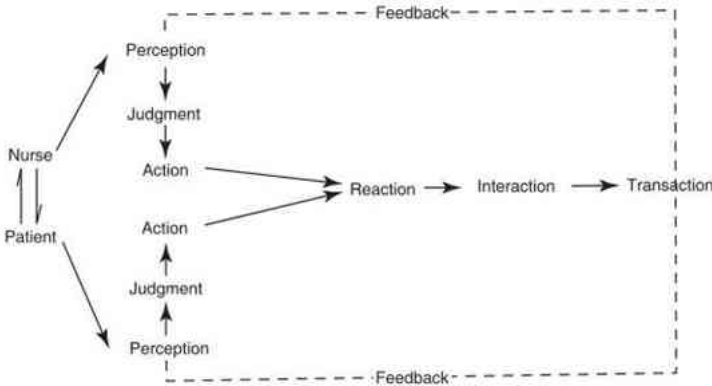 Feedback
Perception
Judgment
Nurse
Action
Reaction Interaction Transaction
Patient
Action
Judgment
Perception
Feedback